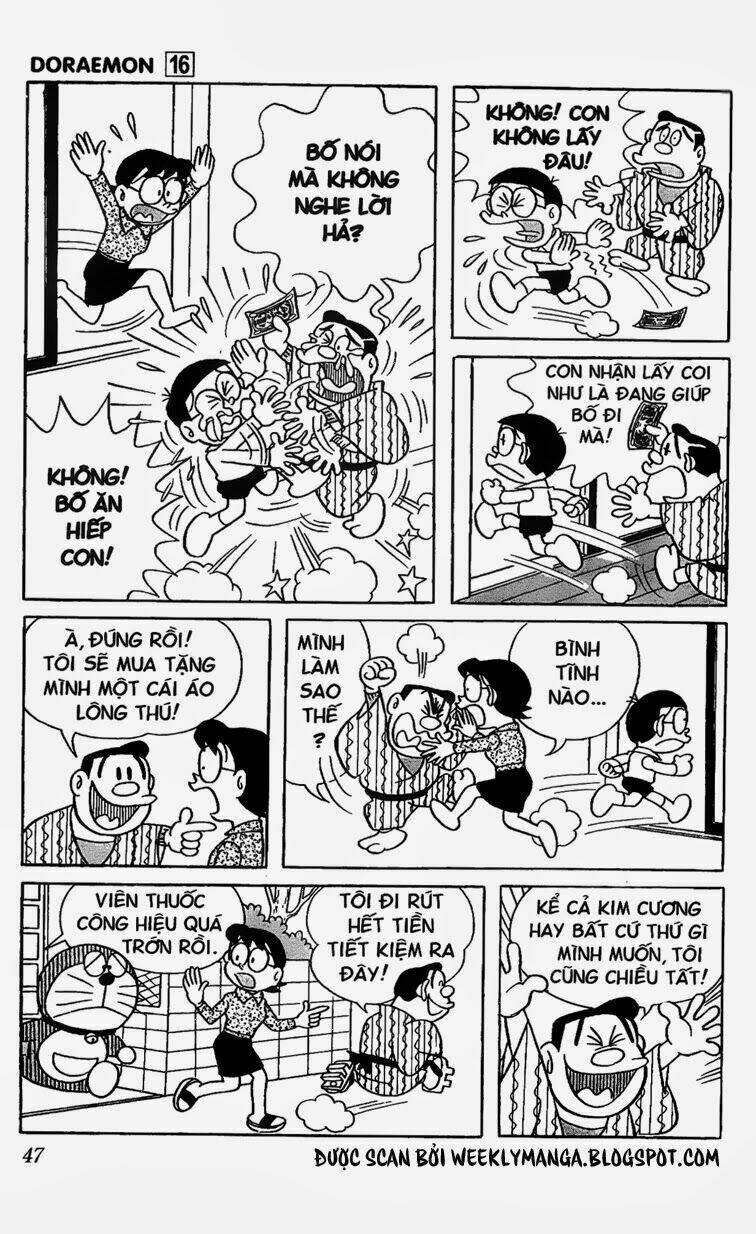 DORAEMON 16
BỐ NÓI
MÀ KHÔNG
NGHE LỜI
HẢ?
KHÔNG!
BỐ ĂN
HIẾP
CON!
KHÔNG! CON
KHÔNG LẤY
ĐÂU!
CON NHẬN LẤY COI
NHƯ LÀ ĐANG GIÚP
BỐ ĐI
MÀ!
À, ĐÚNG RỒI!
TÔI SẼ MUA TẶNG
MÌNH MỘT CÁI ÁO
LÔNG THÚ!
MÌNH
LÀM
SAO
THẾ
?
BÌNH
TĨNH
NÀO...
VIÊN THUỐC
CÔNG HIỆU QUÁ
TRỚN RỒI.
TÔI ĐI RÚT
HẾT TIỀN
TIẾT KIỆM RA
ĐÂY!
KỂ CẢ KIM CƯƠNG
HAY BẤT CỨ THỨ GÌ
MÌNH MUỐN, TÔI
CŨNG CHIỀU TẤT!
47
ĐƯỢC SCAN BỞI WEEKLYMANGA.BLOGSPOT.COM